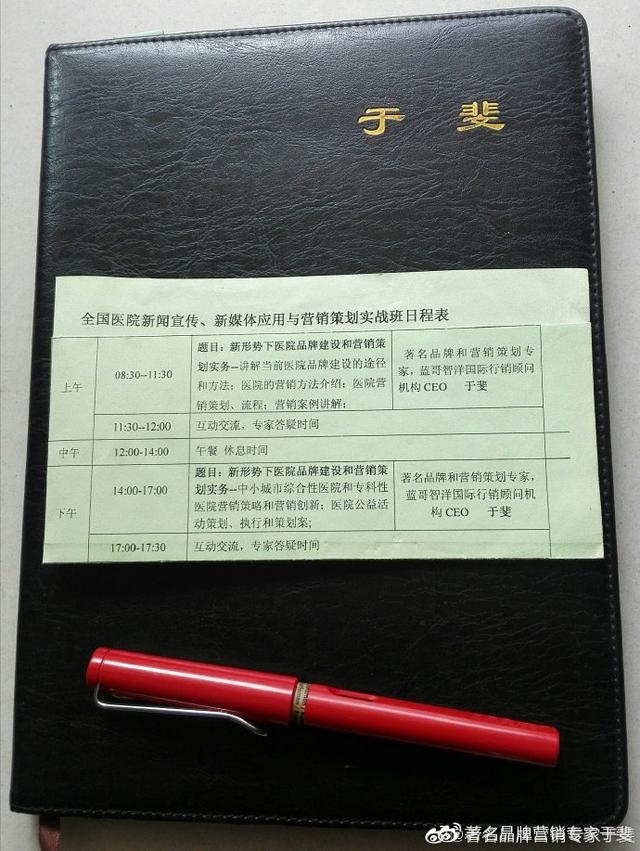 于 斐
全国医院新闻宣传、新媒体应用与营销策划实战班日程表
上午
08:30--11:30
题目：新形势下医院品牌建设和营销策
划实务--讲解当前医院品牌建设的途径
和方法；医院的营销方法介绍；医院营
销策划、流程；营销案例讲解；
著名品牌和营销策划专
家，蓝哥智洋国际行销顾问
机构 CEO 于斐
11:30--12:00
互动交流，专家答疑时间
中午
12:00-14:00
午餐 休息时间
下午
14:00-17:00
题目：新形势下医院品牌建设和营销策
划实务--中小城市综合性医院和专科性
医院营销策略和营销创新；医院公益活
动策划、执行和策划案;
著名品牌和营销策划专家，
蓝哥智洋国际行销顾问机
构 CEO 于斐
17:00-17:30
互动交流，专家答疑时间
著名品牌营销专家于斐